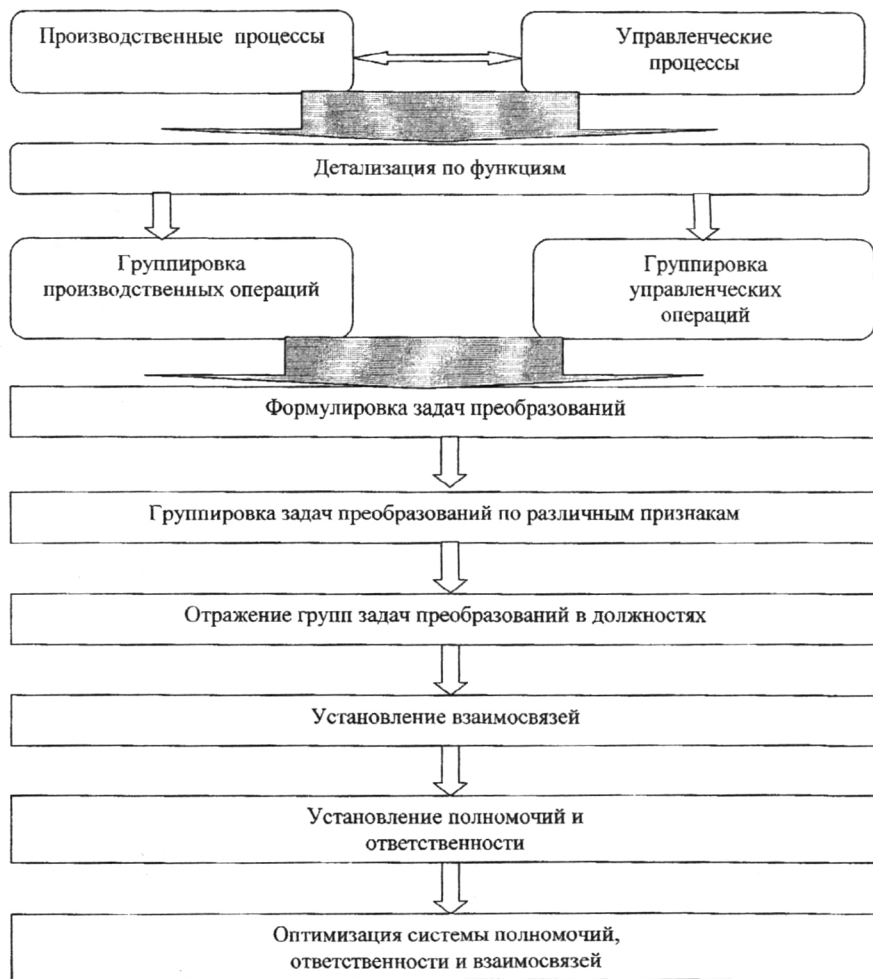 Производственные процессы
Управленческие
процессы
Детализация по функциям
Группировка
производственных операций
Группировка
управленческих
операций
Формулировка задач преобразований
Группировка задач преобразований по различным признакам
Отражение групп задач преобразований в должностях
Установление взаимосвязей
Установление полномочий и
ответственности
Оптимизация системы полномочий,
ответственности и взаимосвязей